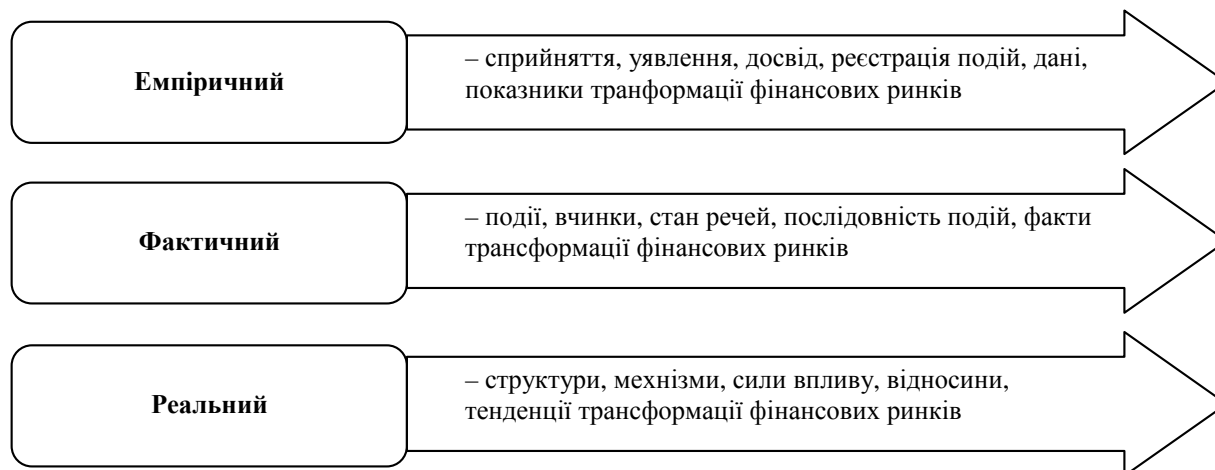 Емпіричний
– сприйняття, уявлення, досвід, реєстрація подій, дані,
показники транформації фінансових ринків
Фактичний
– події, вчинки, стан речей, послідовність подій, факти
трансформації фінансових ринків
Реальний
– структури, мехнізми, сили впливу, відносини,
тенденції трансформації фінансових ринків